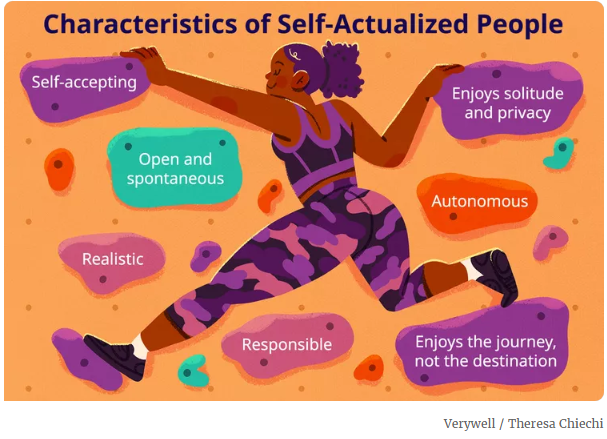 Characteristics of Self-Actualized People
Self-accepting
Enjoys solitude
and privacy
Open and
spontaneous
Autonomous
Realistic
Responsible
Enjoys the journey,
not the destination
Verywell / Theresa Chiechi